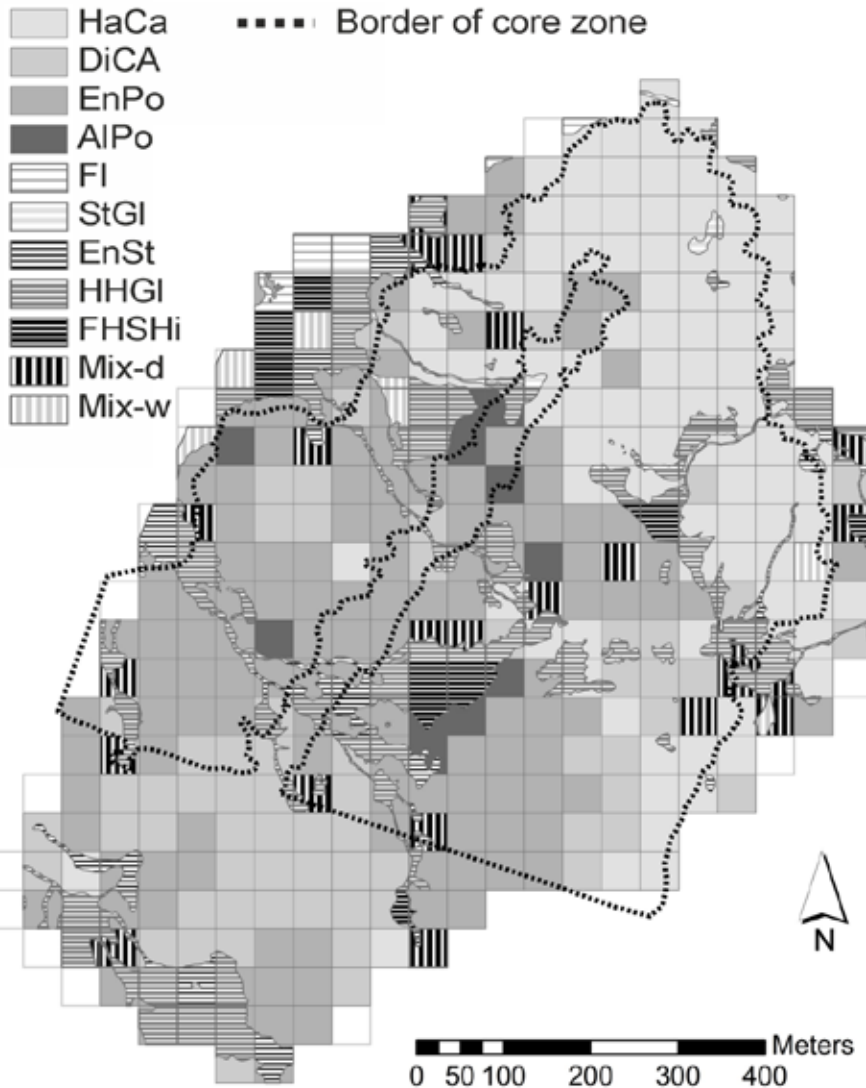 HaCa
Border of core zone
DiCA
EnPo
AlPo
Fl
StGl
EnSt
HHGl
FHSHi
Mix-d
Mix-w
N
Meters
0 50 100 200 300 400